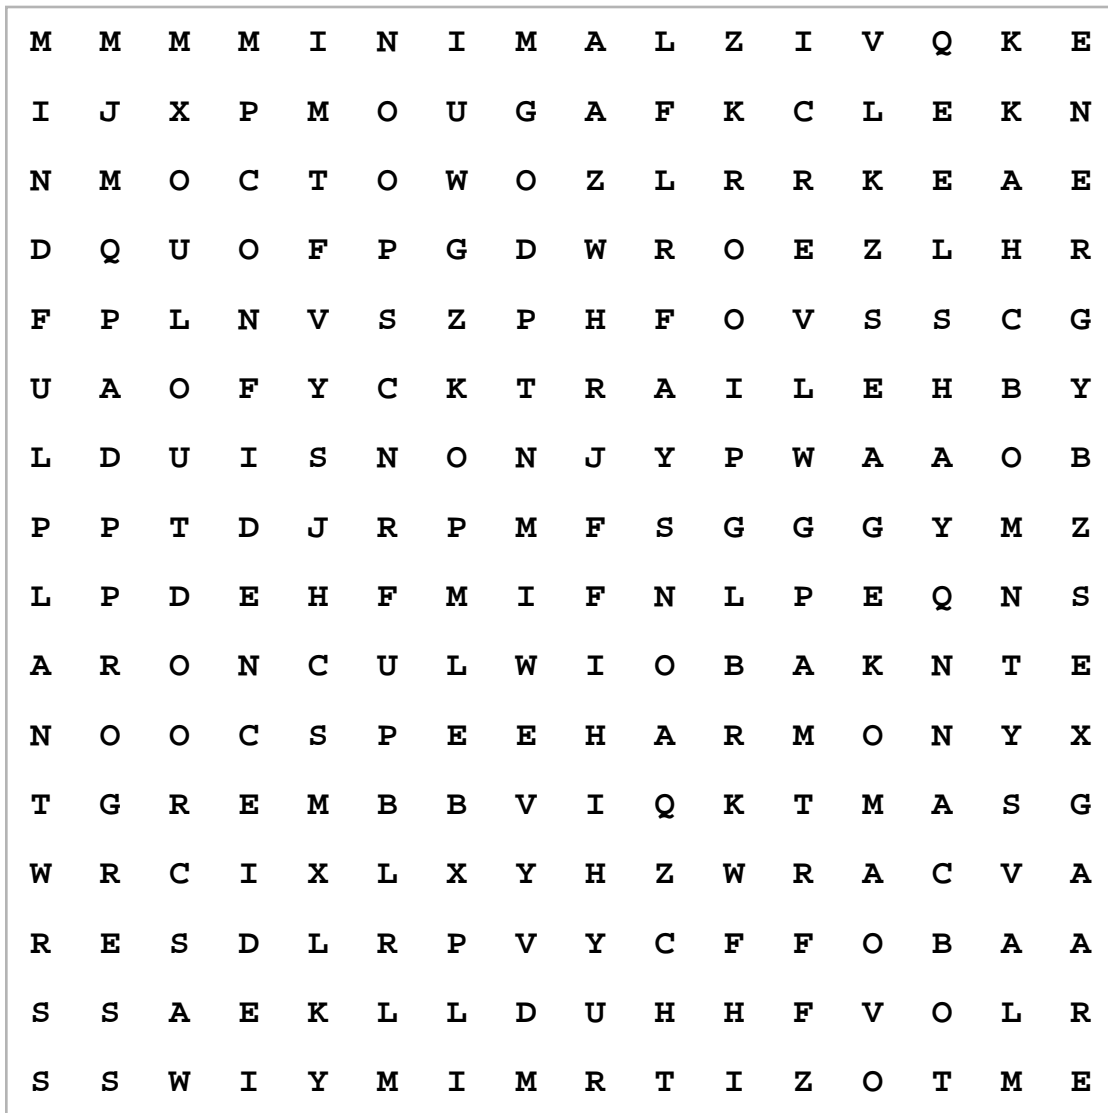 M M M M I N I M A L Z I V Q K E
I J X P M O U G A F K C L E K N
N M O C T O W O Z L R R K E A E
D Q U O F P G D W R O E Z L H R
F P L N V S Z P H F O V S S C G
U A O F Y C K T R A I L E H B Y
L D U I S N O N J Y P W A A O B
P P T D J R P M F S G G G Y M Z
L P D E H F M I F N L P E Q N S
A R O N C U L W I O B A K N T E
N O O C S P E E H A R M O N Y X
T G R E M B B V I Q K T M A S G
W R C I X L X Y H Z W R A C V A
R E S D L R P V Y C F F O B A A
S S A E K L L D U H H F V O L R
S S W I Y M I M R T I Z O T M E